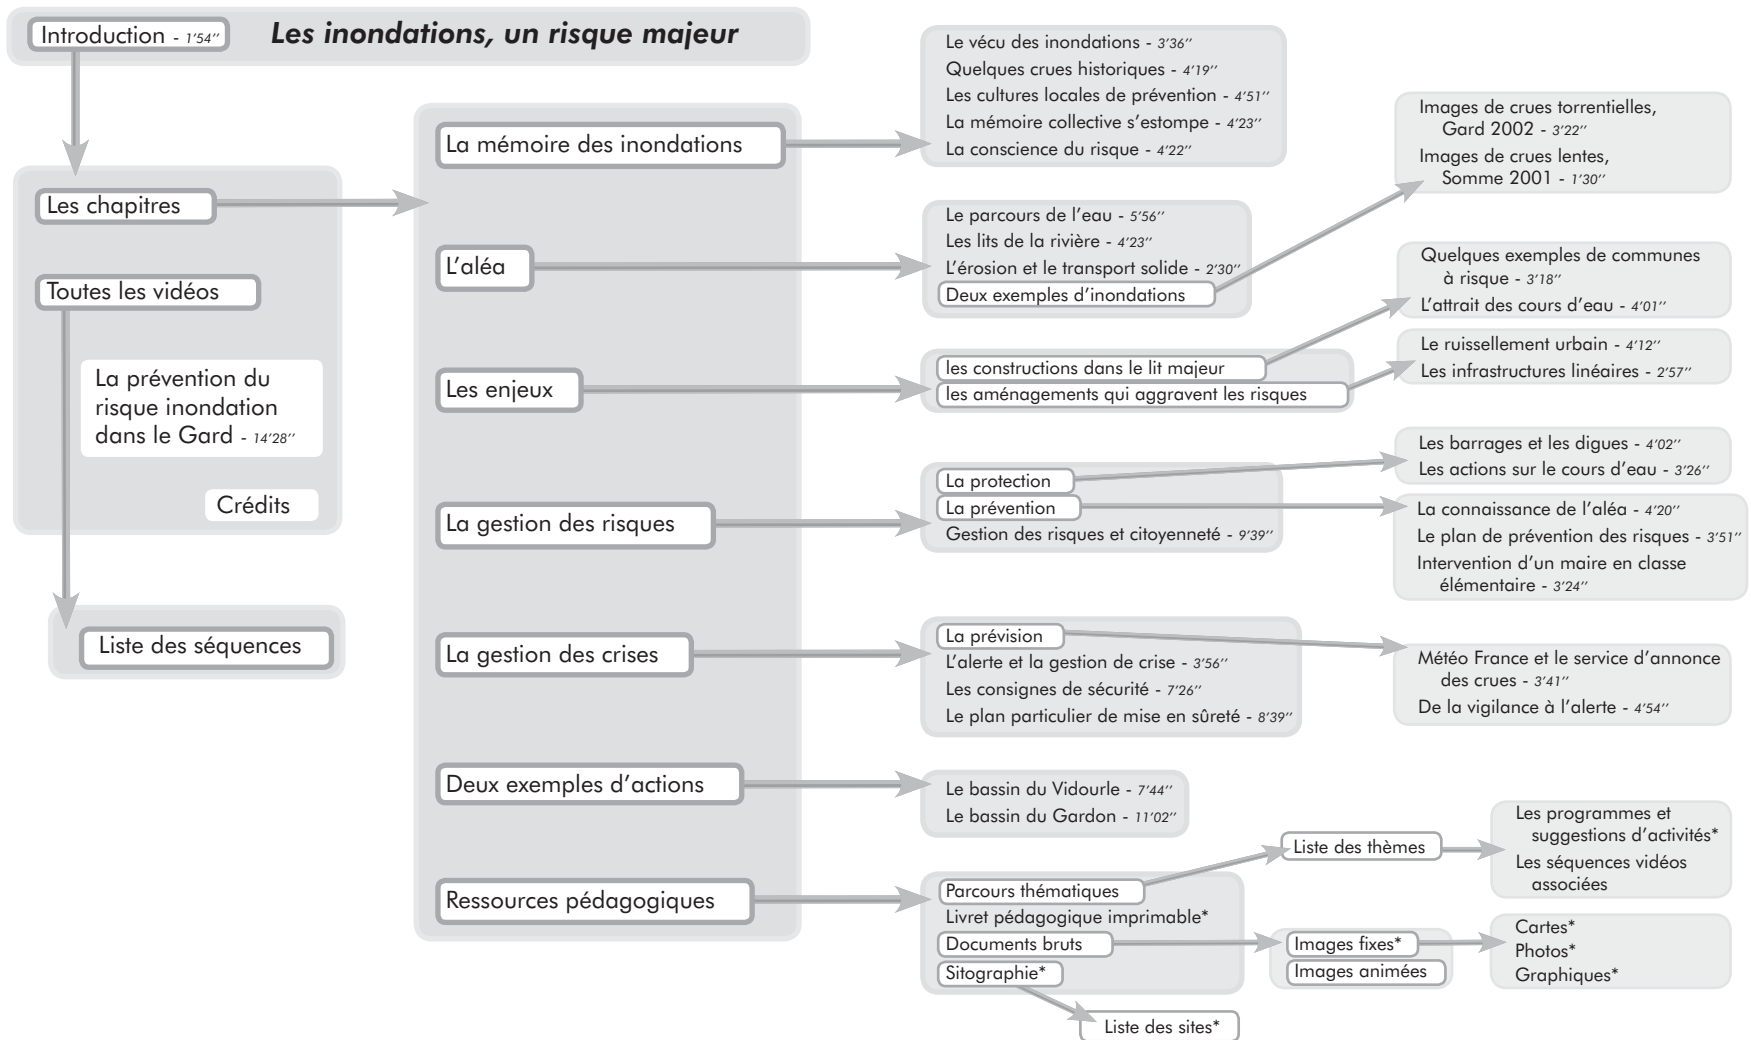 Introduction - 1’54’’
Les inondations, un risque majeur
Les chapitres
Toutes les vidéos
La prévention du
risque inondation
dans le Gard - 14’28’’
Crédits
Liste des séquences
La mémoire des inondations
Le vécu des inondations - 3’36’’
Quelques crues historiques - 4’19’’
Les cultures locales de prévention - 4’51’’
La mémoire collective s’estompe - 4’23’’
La conscience du risque - 4’22’’
L’aléa
Le parcours de l’eau - 5’56’’
Les lits de la rivière - 4’23’’
L’érosion et le transport solide - 2’30’’
Deux exemples d’inondations
Images de crues torrentielles,
Gard 2002 - 3’22’’
Images de crues lentes,
Somme 2001 - 1’30’’
Les enjeux
les constructions dans le lit majeur
les aménagements qui aggravent les risques
Quelques exemples de communes
à risque - 3’18’’
L’attrait des cours d’eau - 4’01’’
Le ruissellement urbain - 4’12’’
Les infrastructures linéaires - 2’57’’
La gestion des risques
La protection
La prévention
Gestion des risques et citoyenneté - 9’39’’
Les barrages et les digues - 4’02’’
Les actions sur le cours d’eau - 3’26’’
La connaissance de l’aléa - 4’20’’
Le plan de prévention des risques - 3’51’’
Intervention d’un maire en classe
élémentaire - 3’24’’
La gestion des crises
La prévision
L’alerte et la gestion de crise - 3’56’’
Les consignes de sécurité - 7’26’’
Le plan particulier de mise en sûreté - 8’39’’
Météo France et le service d’annonce
des crues - 3’41’’
De la vigilance à l’alerte - 4’54’’
Deux exemples d’actions
Le bassin du Vidourle - 7’44’’
Le bassin du Gardon - 11’02’’
Ressources pédagogiques
Parcours thématiques
Livret pédagogique imprimable*
Documents bruts
Sitographie*
Liste des thèmes
Les programmes et
suggestions d’activités*
Les séquences vidéos
associées
Images fixes*
Images animées
Cartes*
Photos*
Graphiques*
Liste des sites*